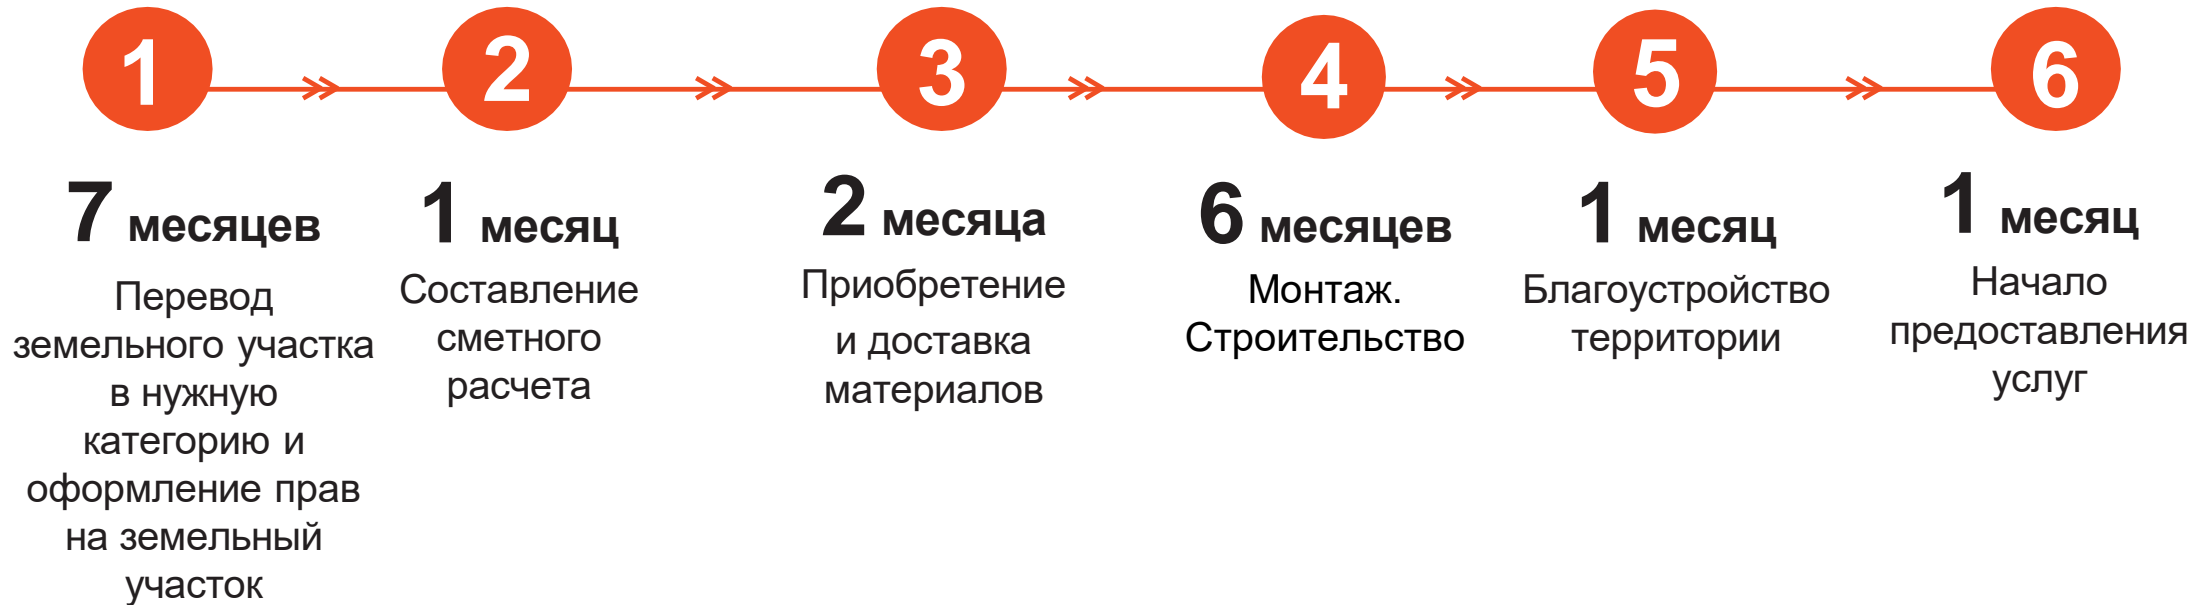 1
2
3
4
5
6
7 месяцев
Перевод
земельного участка
в нужную
категорию и
оформление прав
на земельный
участок
1 месяц
Составление
сметного
расчета
2 месяца
Приобретение
и доставка
материалов
6 месяцев
Монтаж.
Строительство
1 месяц
Благоустройство
территории
1 месяц
Начало
предоставления
услуг